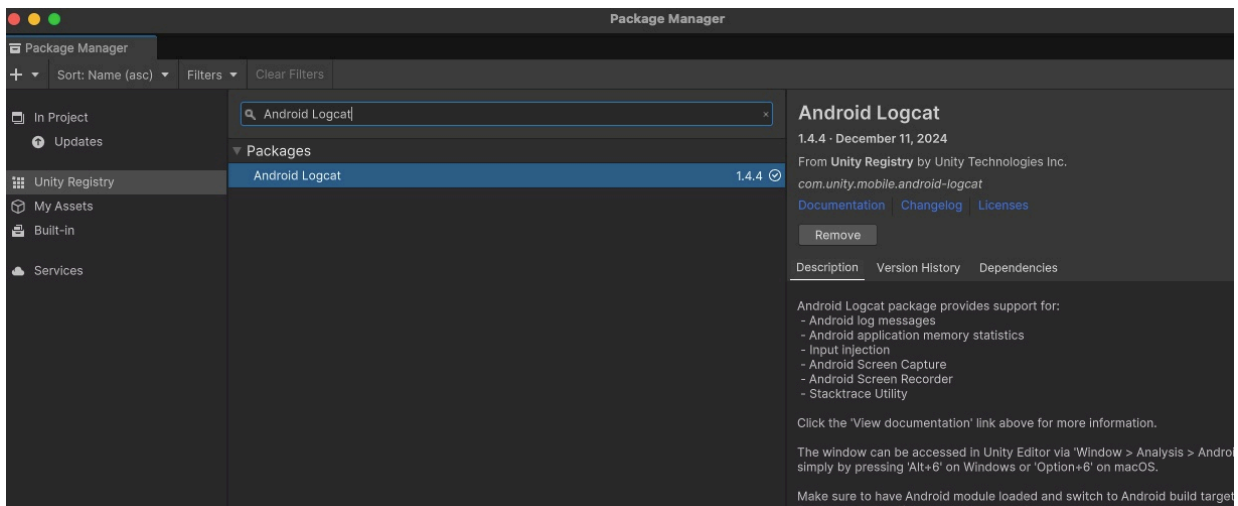 Package Manager
Package Manager
+ Sort: Name (asc) Filters Clear Filters
In Project
Updates
Unity Registry
My Assets
Built-in
Services
Android Logcat ×
Packages
Android Logcat 1.4.4
Android Logcat
1.4.4 · December 11, 2024
From Unity Registry by Unity Technologies Inc.
com.unity.mobile.android-logcat
Documentation Changelog Licenses
Remove
Description Version History Dependencies
Android Logcat package provides support for:
- Android log messages
- Android application memory statistics
- Input injection
- Android Screen Capture
- Android Screen Recorder
- Stacktrace Utility
Click the 'View documentation' link above for more information.
The window can be accessed in Unity Editor via 'Window > Analysis > Androi
simply by pressing 'Alt+6' on Windows or 'Option+6' on macOS.
Make sure to have Android module loaded and switch to Android build target